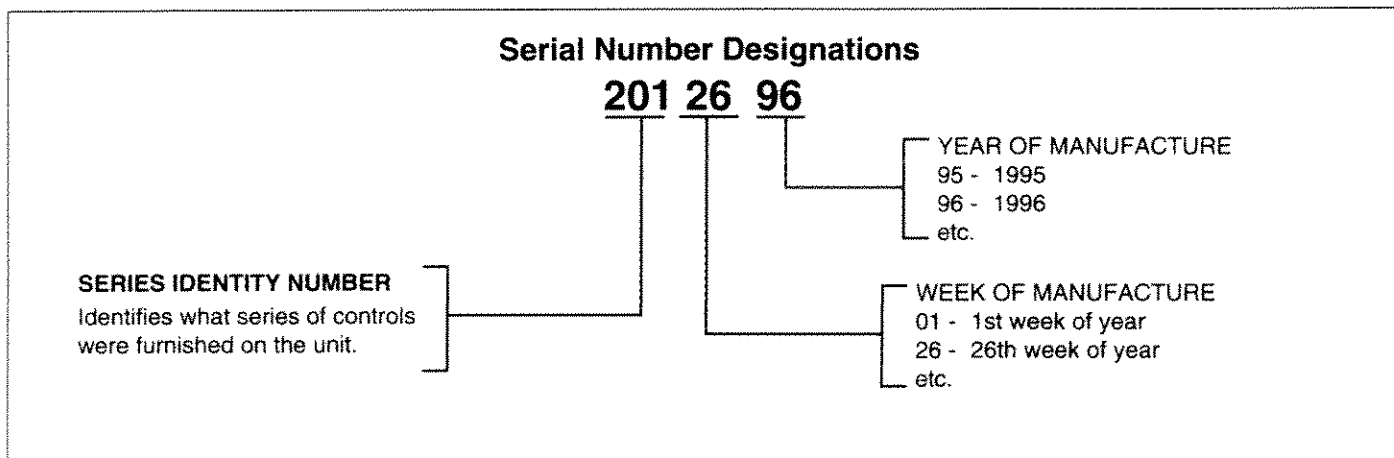 Serial Number Designations
201 26 96
YEAR OF MANUFACTURE
95 - 1995
96 - 1996
etc.
SERIES IDENTITY NUMBER
Identifies what series of controls
were furnished on the unit.
WEEK OF MANUFACTURE
01 - 1st week of year
26 - 26th week of year
etc.